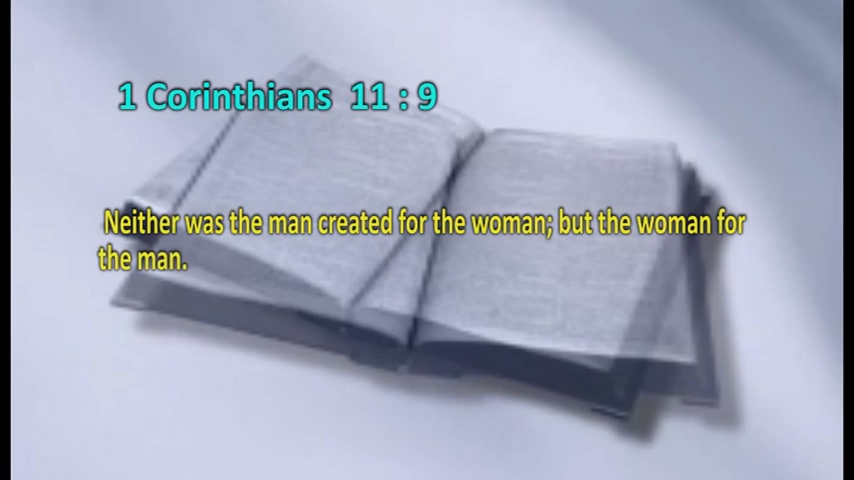 1 Corinthians 11 : 9
Neither was the man created for the woman; but the woman for
the man.